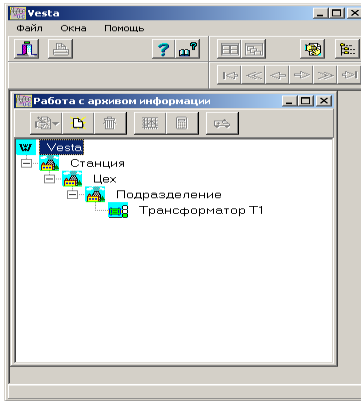 Vesta
Файл Окна Помощь
Работа с архивом информации
Vesta
Станция
Цех
Подразделение
Трансформатор Т1